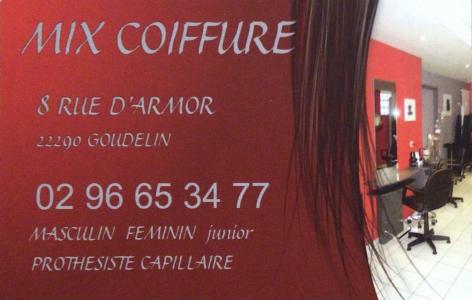 MIX COIFFURE
8 RUE D'ARMOR
22290 GOUDELIN
02 96 65 34 77
MASCULIN FEMININ junior
PROTHESISTE CAPILLAIRE